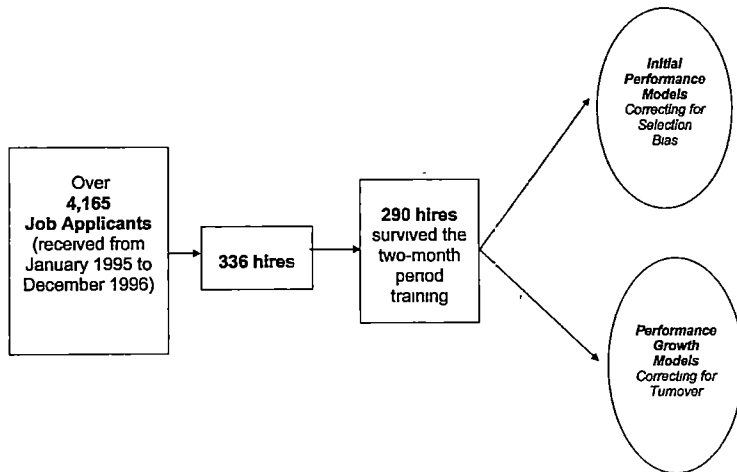 Over
4,165
Job Applicants
(received from
January 1995 to
December 1996)
336 hires
290 hires
survived the
two-month
period
training
Initial
Performance
Models
Correcting for
Selection
Bias
Performance
Growth
Models
Correcting for
Turnover